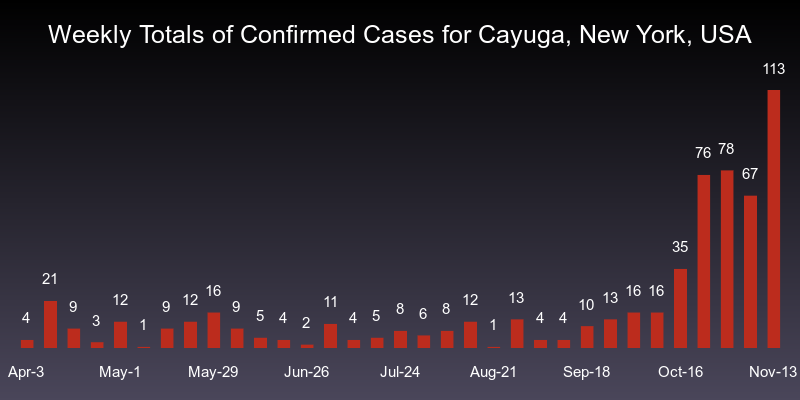 Weekly Totals of Confirmed Cases for Cayuga, New York, USA
4 21 9 3 12 1 9 12 16 9 5 4 2 11 4 5 8 6 8 12 1 13 4 4 10 13 16 16 35 76 78 67 113
Apr-3 May-1 May-29 Jun-26 Jul-24 Aug-21 Sep-18 Oct-16 Nov-13